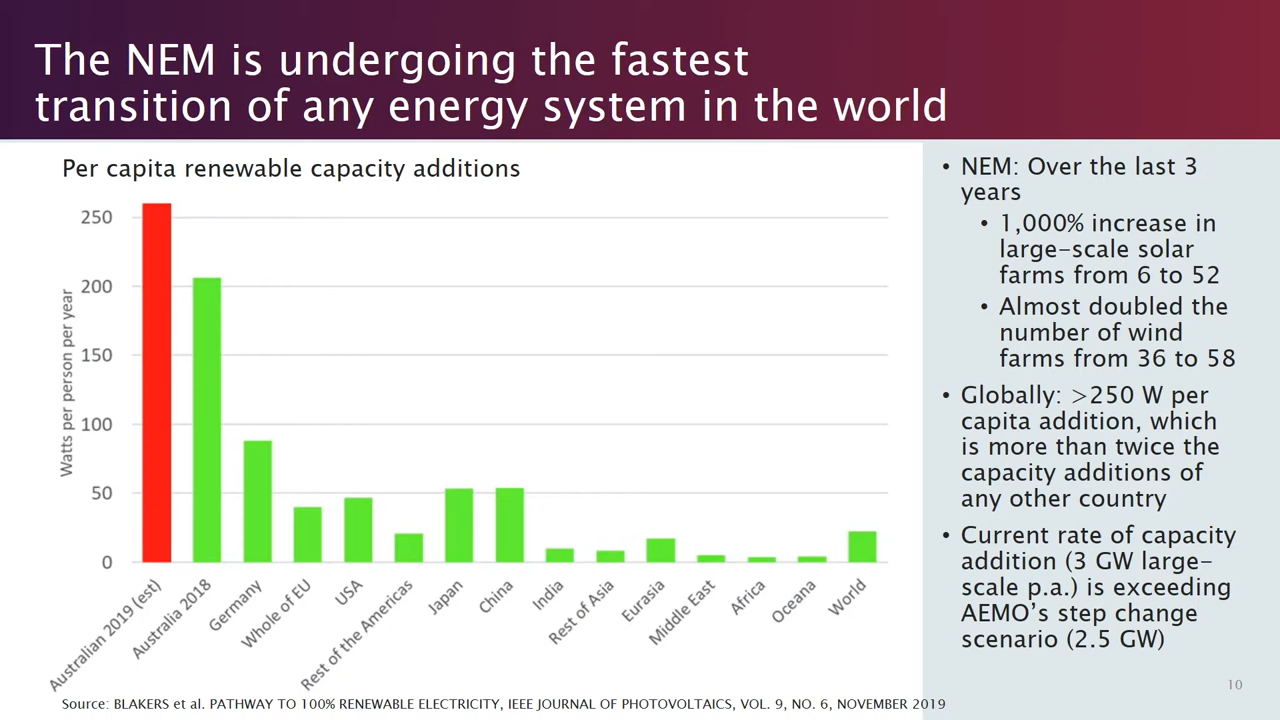 The NEM is undergoing the fastest
transition of any energy system in the world
Per capita renewable capacity additions
Watts per person per year
250
200
150
100
50
0
Australian 2019 (est)
Australia 2018
Germany
Whole of EU
USA
Rest of the Americas
Japan
China
India
Rest of Asia
Eurasia
Middle East
Africa
Oceana
World
Source: BLAKERS et al. PATHWAY TO 100% RENEWABLE ELECTRICITY, IEEE JOURNAL OF PHOTOVOLTAICS, VOL. 9, NO. 6, NOVEMBER 2019
• NEM: Over the last 3
years
• 1,000% increase in
large-scale solar
farms from 6 to 52
• Almost doubled the
number of wind
farms from 36 to 58
• Globally: >250 W per
capita addition, which
is more than twice the
capacity additions of
any other country
• Current rate of capacity
addition (3 GW large-
scale p.a.) is exceeding
AEMO's step change
scenario (2.5 GW)
10